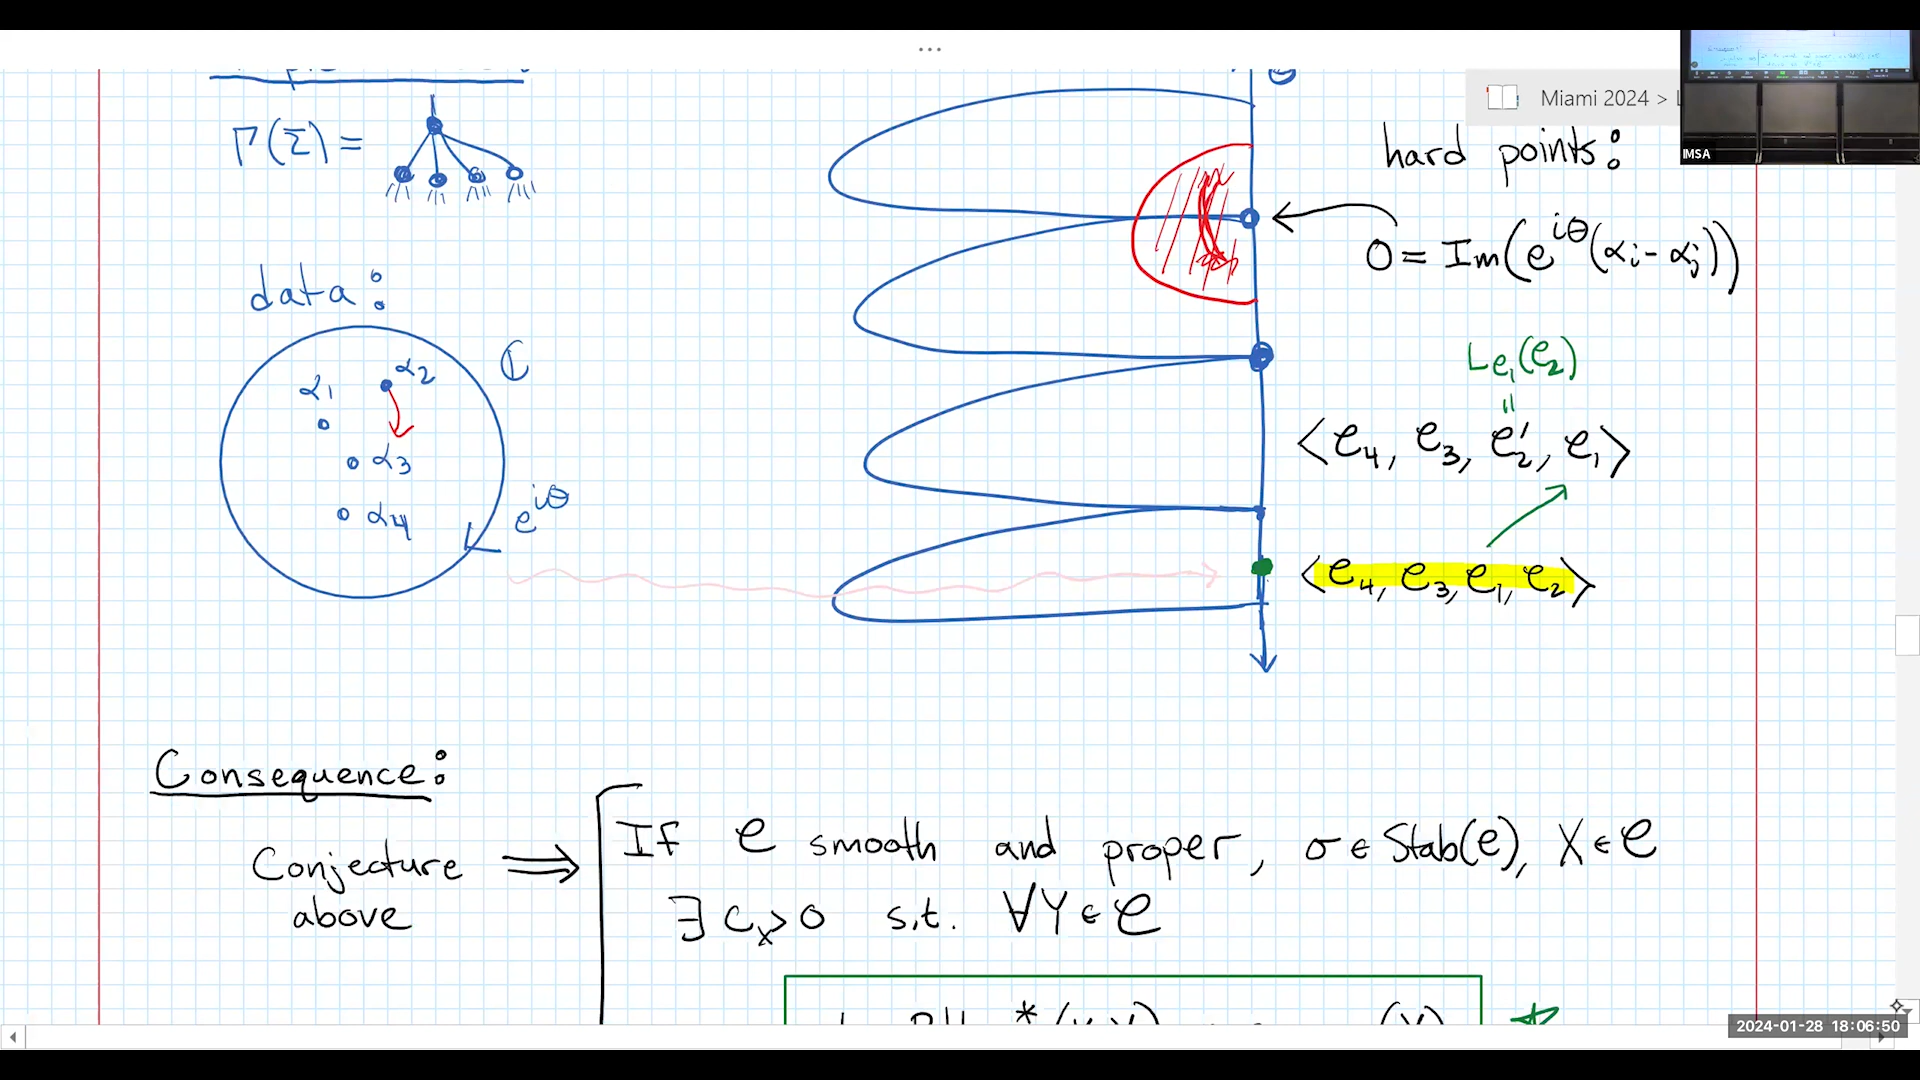 Γ(Σ) =
data:
α₁
α₂
α₃
α₄
ℂ
e^{iθ}
Miami 2024 >
IMSA
hard points:
0 = Im(e^{iθ}(αᵢ - αⱼ))
L_{e₁}(e₂)
=
⟨e₄, e₃, e₂′, e₁⟩
⟨e₄, e₃, e₁, e₂⟩
Consequence:
Conjecture above ⟹
If C smooth and proper, σ ∈ Stab(C), X ∈ C
∃ Cₓ > 0 s.t. ∀Y ∈ C
2024-01-28 18:06:50